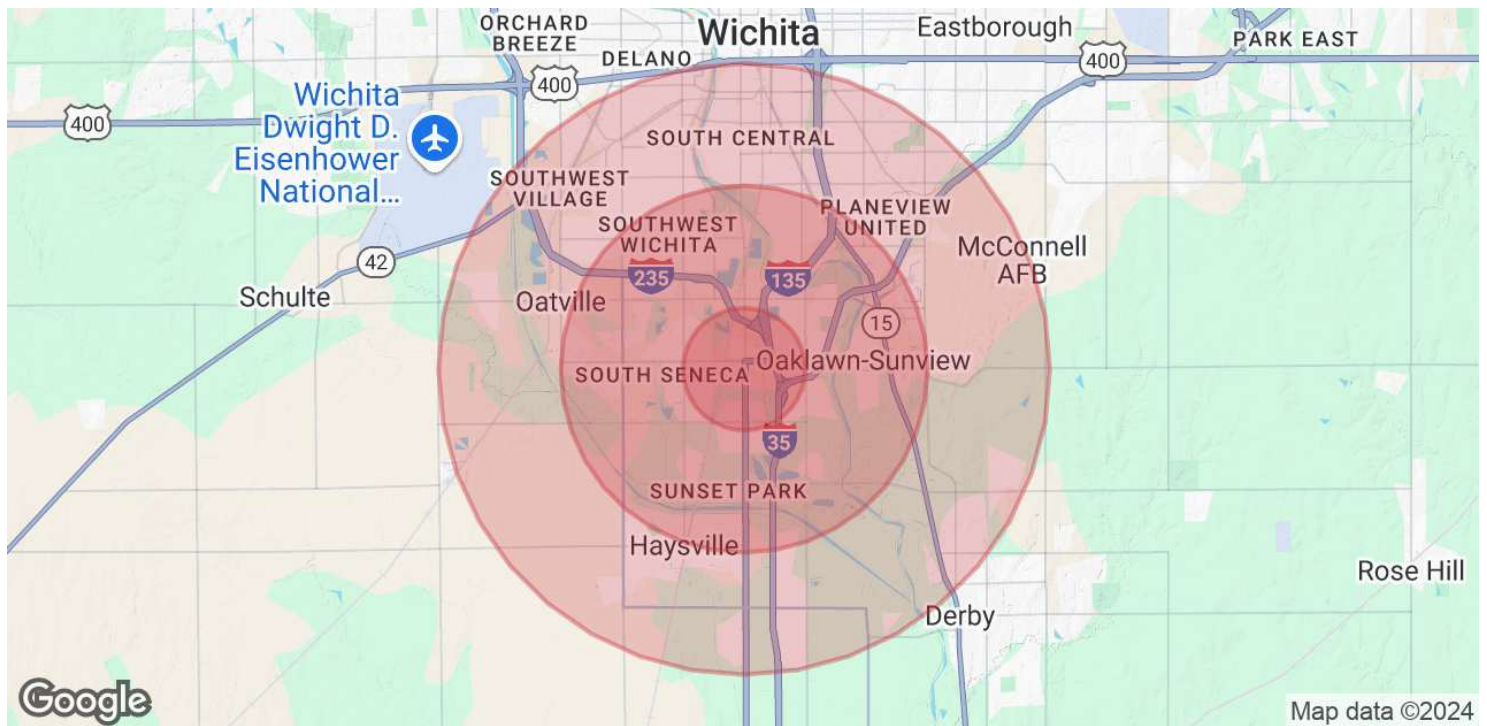 ORCHARD
BREEZE
Wichita
Eastborough
PARK EAST
DELANO
400
400
400
Wichita
Dwight D.
Eisenhower
National...
SOUTH CENTRAL
SOUTHWEST
VILLAGE
SOUTHWEST
WICHITA
PLANEVIEW
UNITED
McConnell
AFB
42
235
135
Schulte
Oatville
15
Oaklawn-Sunview
SOUTH SENECA
35
SUNSET PARK
Haysville
Rose Hill
Derby
Google
Map data ©2024